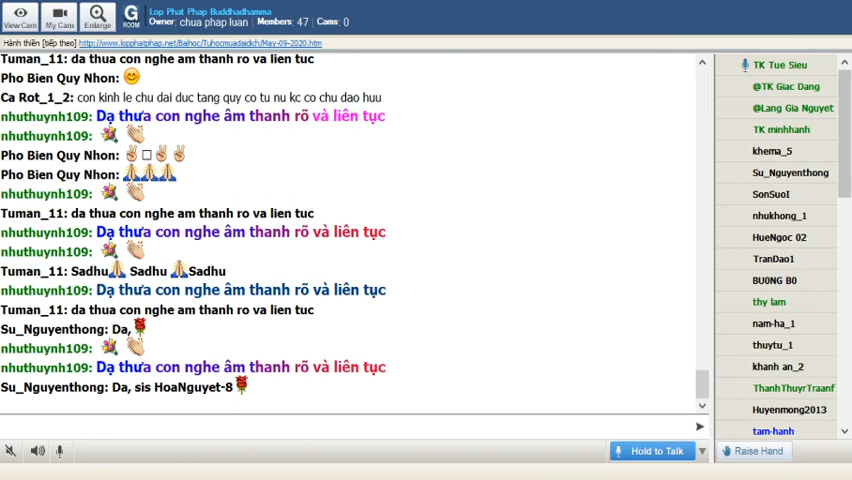 View Cam
My Cam
Enlarge
G
ROOM
Lop Phat Phap Buddhadhamma
Owner: chua phap luan , Members: 47 , Cams: 0
Hành thiền [tiếp theo] http://www.lopphatphap.net/Baihoc/Tuhocmuadaidich/May-09-2020.htm
Tuman_11: da thua con nghe am thanh ro va lien tuc
Pho Bien Quy Nhon: 😊
Ca Rot_1_2: con kinh le chu dai duc tang quy co tu nu kc co chu dao huu
nhuthuynh109: Dạ thưa con nghe âm thanh rõ và liên tục
nhuthuynh109: 💐 👏🏼
Pho Bien Quy Nhon: ✌🏼□✌🏼✌🏼
Pho Bien Quy Nhon: 🙏🏼🙏🏼🙏🏼
nhuthuynh109: 💐 👏🏼
Tuman_11: da thua con nghe am thanh ro va lien tuc
nhuthuynh109: Dạ thưa con nghe âm thanh rõ và liên tục
nhuthuynh109: 💐 👏🏼
Tuman_11: Sadhu🙏🏼 Sadhu 🙏🏼Sadhu
nhuthuynh109: Dạ thưa con nghe âm thanh rõ và liên tục
Tuman_11: da thua con nghe am thanh ro va lien tuc
Su_Nguyenthong: Da,🌹
nhuthuynh109: 💐 👏🏼
nhuthuynh109: Dạ thưa con nghe âm thanh rõ và liên tục
Su_Nguyenthong: Da, sis HoaNguyet-8🌹
Hold to Talk
TK Tue Sieu
@TK Giac Dang
@Lang Gia Nguyet
TK minhhanh
khema_5
Su_Nguyenthong
SonSuoI
nhukhong_1
HueNgoc 02
TranDao1
BU0NG B0
thy lam
nam-ha_1
thuytu_1
khanh an_2
ThanhThuyrTraanf
Huyenmong2013
tam-hanh
Raise Hand